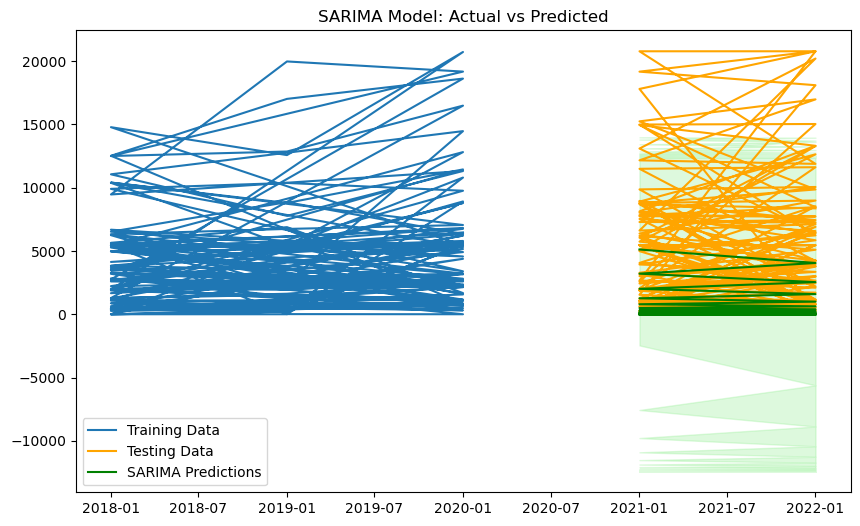 SARIMA Model: Actual vs Predicted
20000
15000
10000
5000
0
−5000
−10000
Training Data
Testing Data
SARIMA Predictions
2018-01 2018-07 2019-01 2019-07 2020-01 2020-07 2021-01 2021-07 2022-01